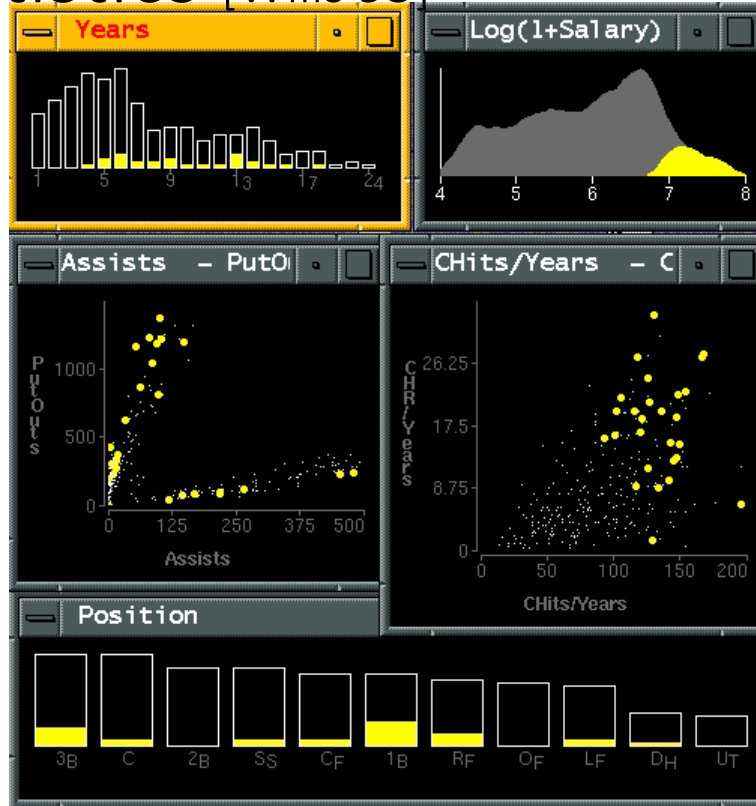 Years
Log(1+Salary)
1 5 9 13 17 24
4 5 6 7 8
Assists – PutO
CHits/Years – C
PutOuts
1000
500
0
0 125 250 375 500
Assists
CHR/Years
26.25
17.5
8.75
0
0 50 100 150 200
CHits/Years
Position
3B C 2B SS CF 1B RF OF LF DH UT